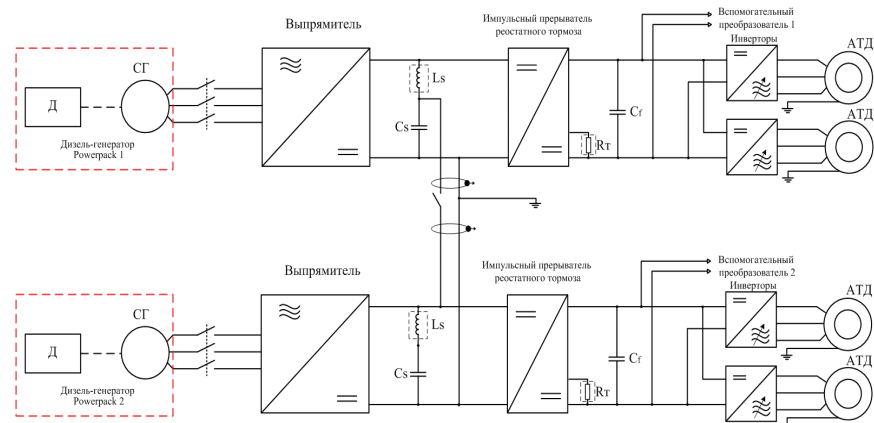 Выпрямитель
Импульсный прерыватель
реостатного тормоза
Вспомогательный
преобразователь 1
Инверторы
АТД
СГ
Д
Ls
Cs
Cf
Rт
АТД
Дизель-генератор
Powerpack 1
Выпрямитель
Импульсный прерыватель
реостатного тормоза
Вспомогательный
преобразователь 2
Инверторы
АТД
СГ
Д
Ls
Cs
Cf
Rт
АТД
Дизель-генератор
Powerpack 2